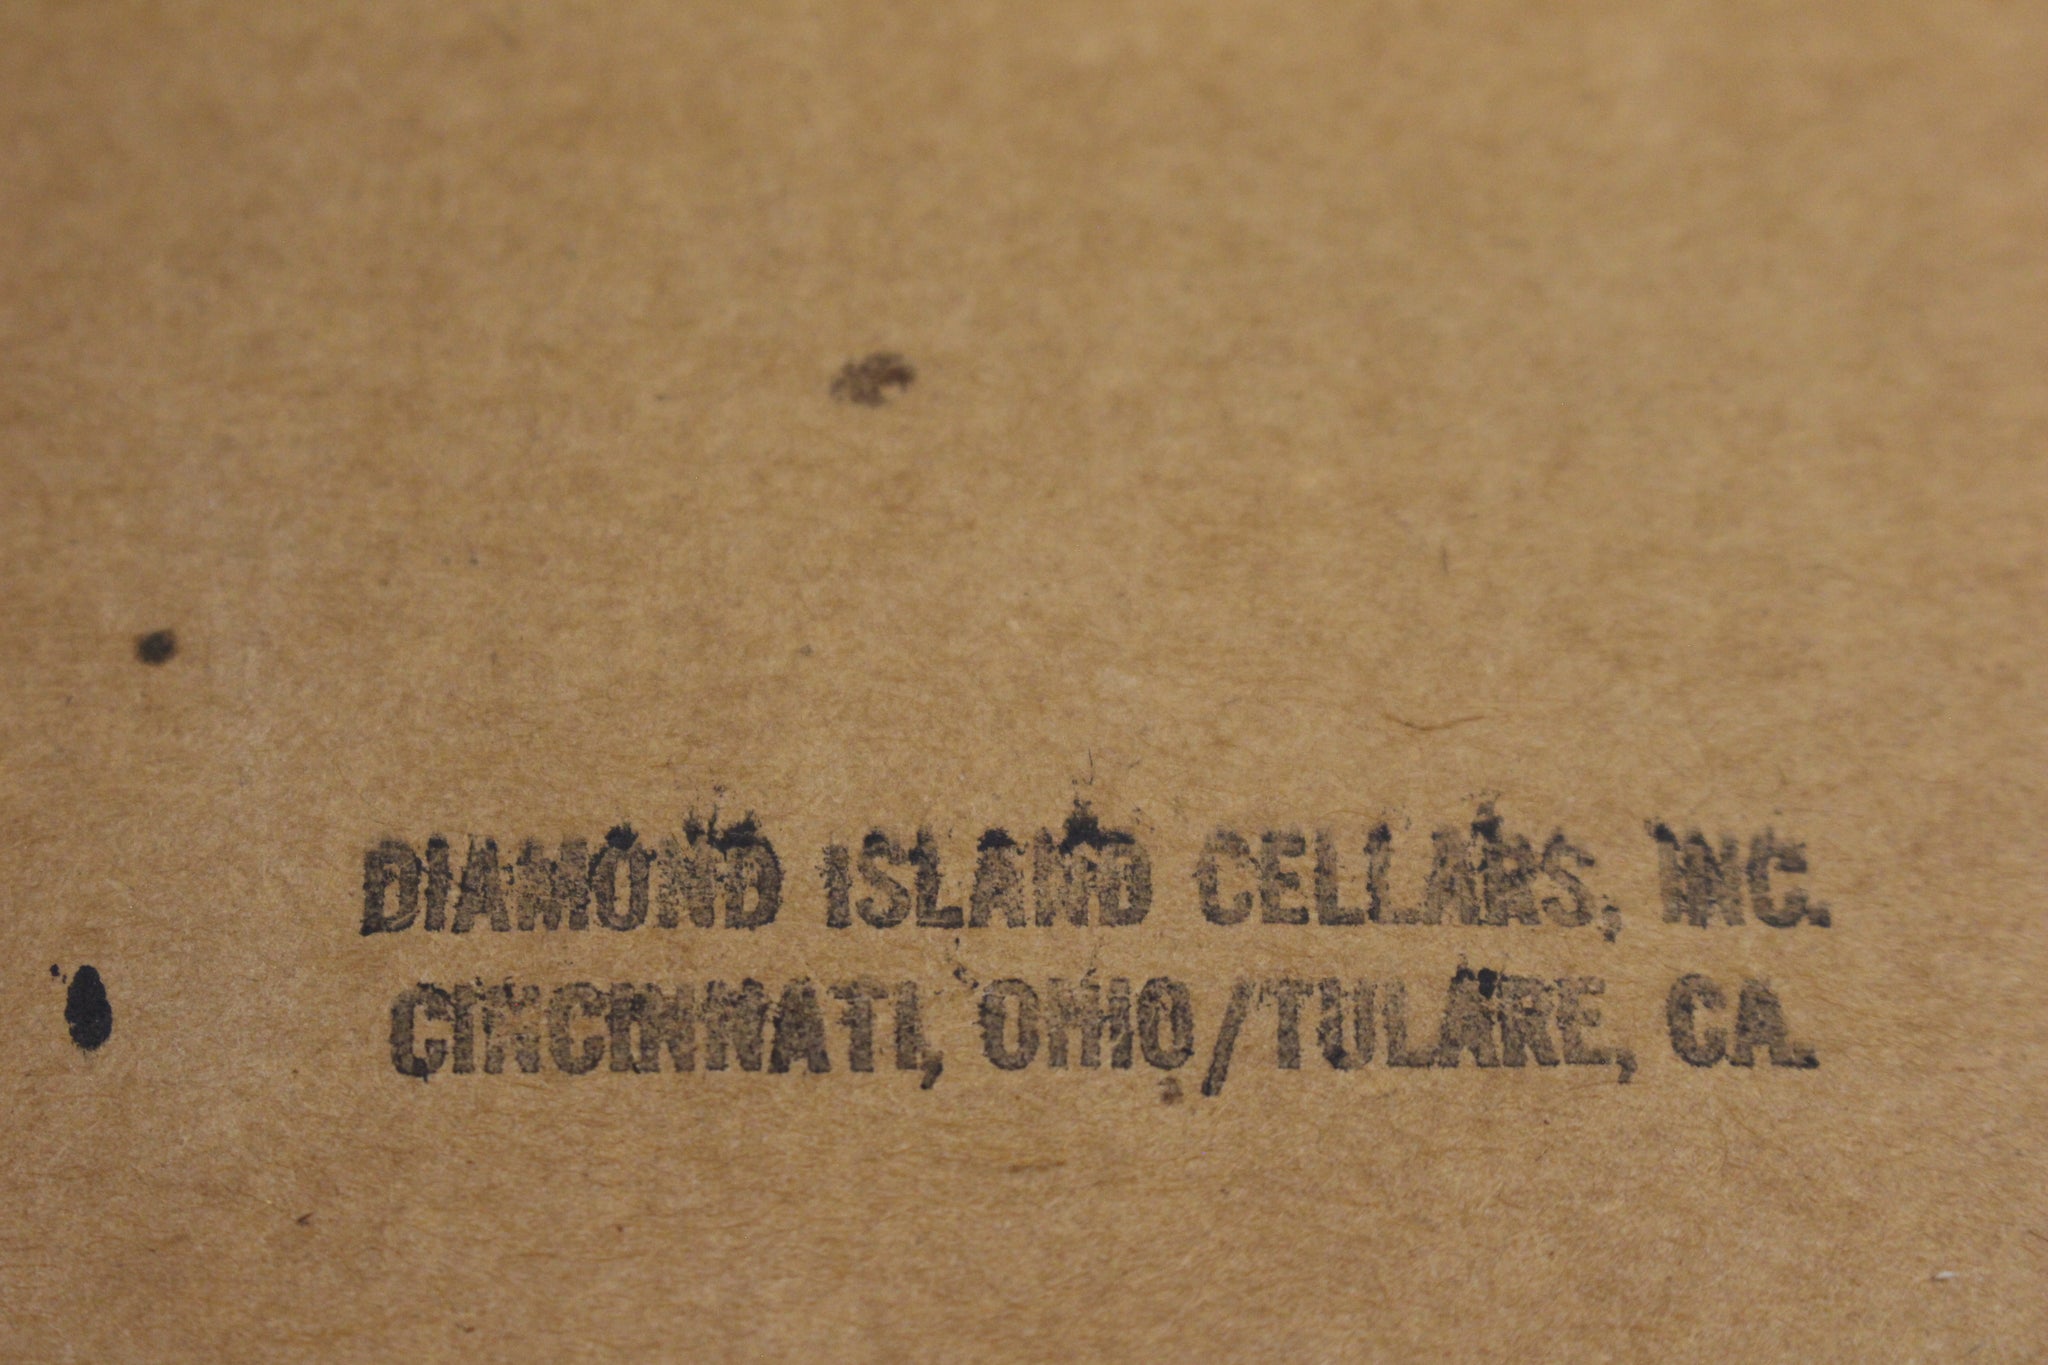 DIAMOND ISLAND CELLARS, INC.
CINCINNATI, OHIO/TULARE, CA.